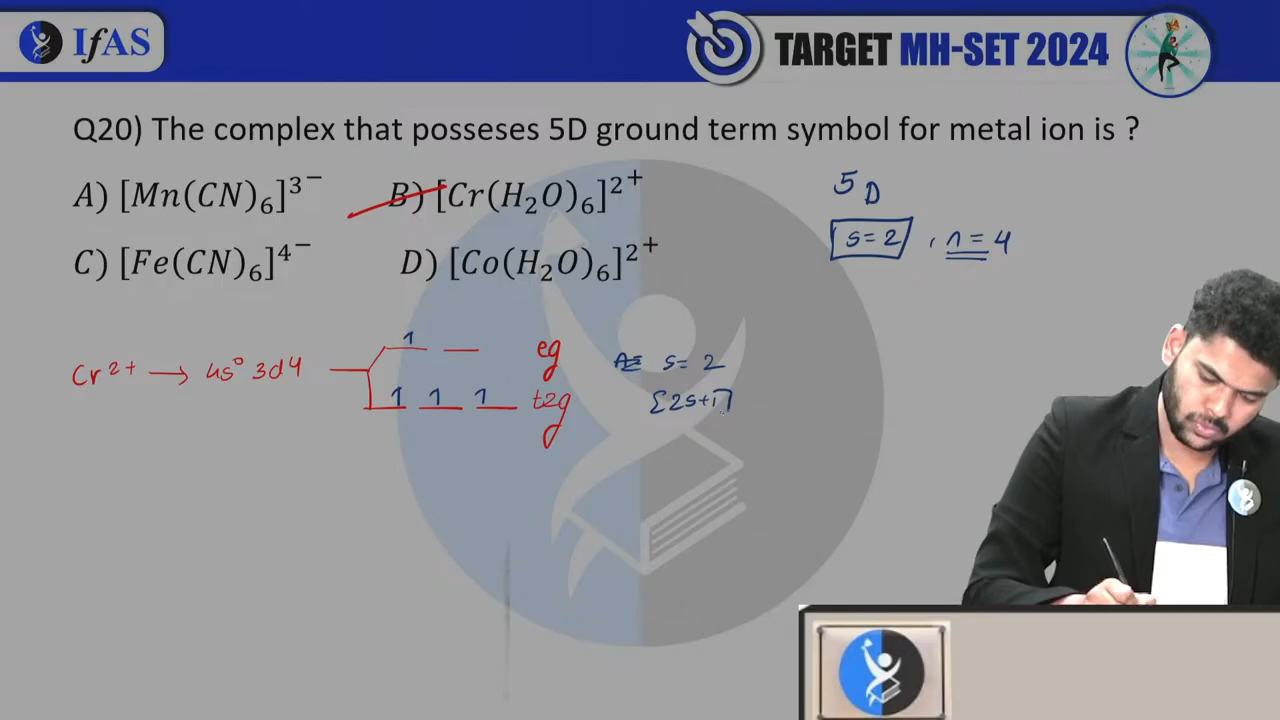 IfAS
TARGET MH-SET 2024
Q20) The complex that posseses 5D ground term symbol for metal ion is ?
A) [Mn(CN)₆]³⁻ B) [Cr(H₂O)₆]²⁺
C) [Fe(CN)₆]⁴⁻ D) [Co(H₂O)₆]²⁺
5D
s=2 , n=4
Cr2+ → 4s° 3d4
1
eg
1 1 1 t2g
s= 2
{2s+1}